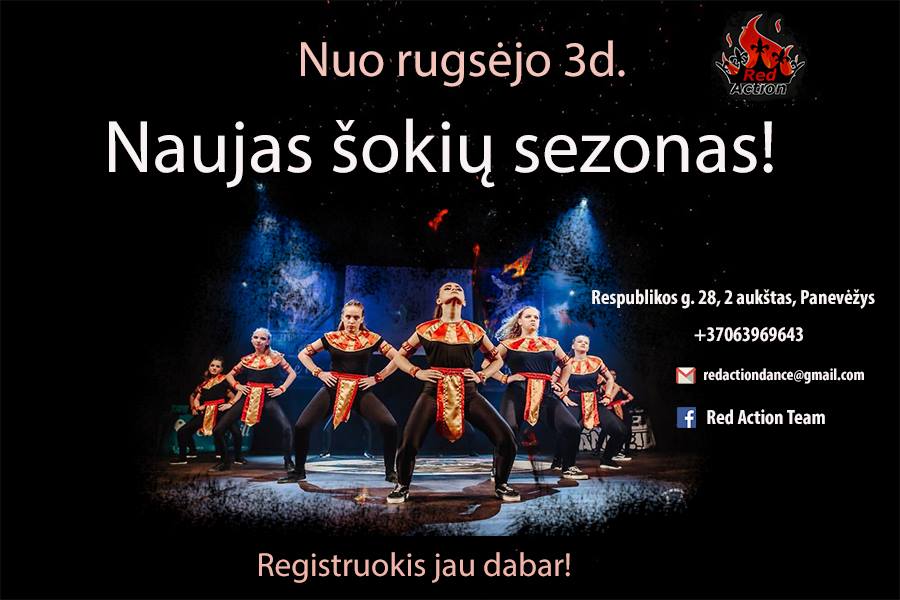 Nuo rugsėjo 3d.
Red
Action
Naujas šokių sezonas!
Respublikos g. 28, 2 aukštas, Panevėžys
+37063969643
redactiondance@gmail.com
Red Action Team
Registruokis jau dabar!